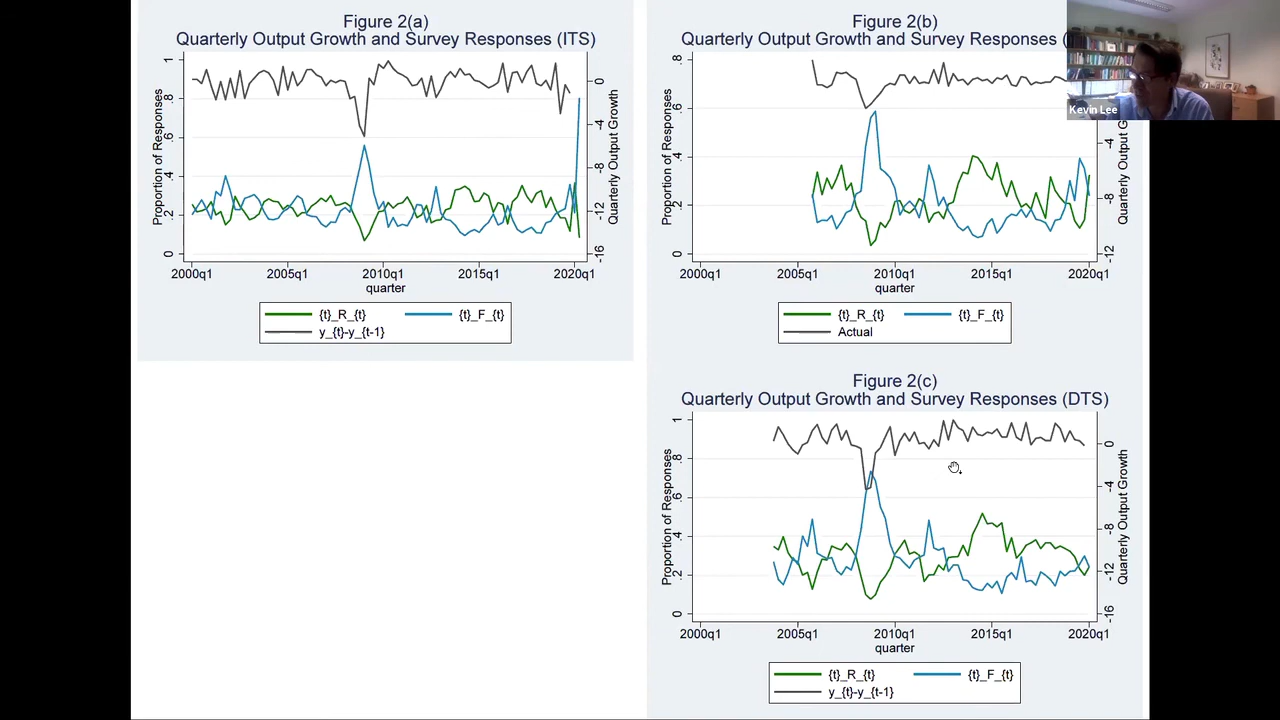 Figure 2(a)
Quarterly Output Growth and Survey Responses (ITS)
1
.8
.6
.4
.2
0
Proportion of Responses
0
-4
-8
-12
-16
Quarterly Output Growth
2000q1 2005q1 2010q1 2015q1 2020q1
quarter
{t}_R_{t} {t}_F_{t}
y_{t}-y_{t-1}
Figure 2(b)
Quarterly Output Growth and Survey Responses
.8
.6
.4
.2
0
Proportion of Responses
-4
-8
-12
Quarterly Output G
2000q1 2005q1 2010q1 2015q1 2020q1
quarter
{t}_R_{t} {t}_F_{t}
Actual
Kevin Lee
Figure 2(c)
Quarterly Output Growth and Survey Responses (DTS)
1
.8
.6
.4
.2
0
Proportion of Responses
0
-4
-8
-12
-16
Quarterly Output Growth
2000q1 2005q1 2010q1 2015q1 2020q1
quarter
{t}_R_{t} {t}_F_{t}
y_{t}-y_{t-1}